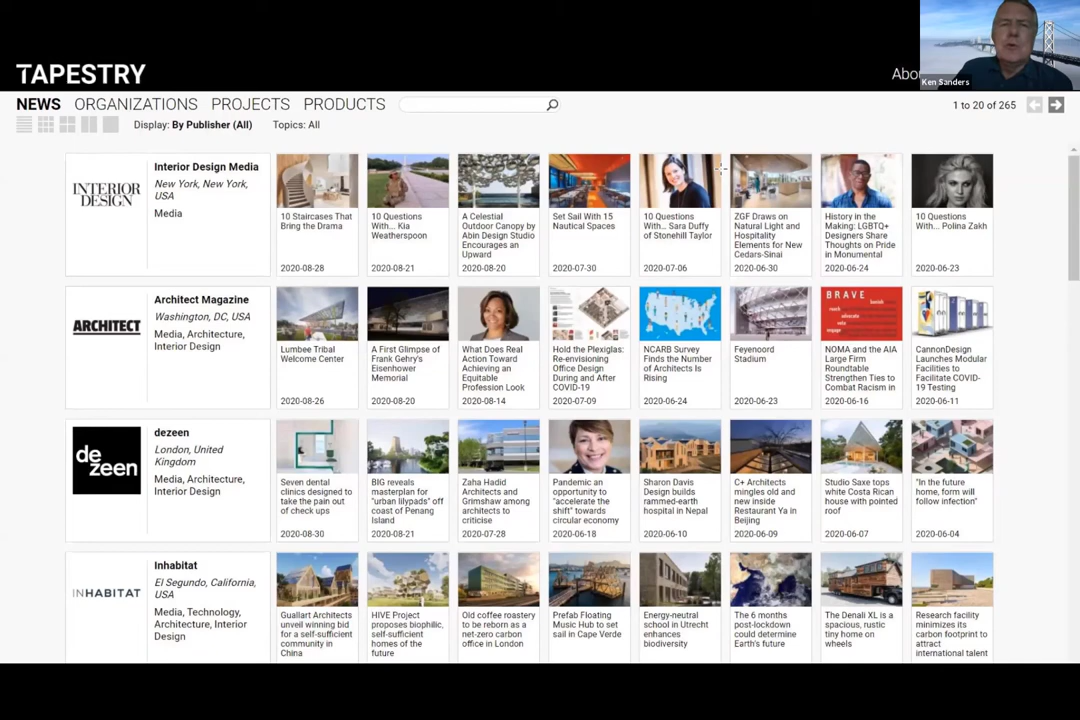 TAPESTRY
Abo
Ken Sanders
NEWS ORGANIZATIONS PROJECTS PRODUCTS
1 to 20 of 265
Display: By Publisher (All) Topics: All
INTERIOR
DESIGN
Interior Design Media
New York, New York,
USA
Media
10 Staircases That
Bring the Drama
2020-08-28
10 Questions
With... Kia
Weatherspoon
2020-08-21
A Celestial
Outdoor Canopy by
Abin Design Studio
Encourages an
Upward
2020-08-20
Set Sail With 15
Nautical Spaces
2020-07-30
10 Questions
With... Sara Duffy
of Stonehill Taylor
2020-07-06
ZGF Draws on
Natural Light and
Hospitality
Elements for New
Cedars-Sinai
2020-06-30
History in the
Making: LGBTQ+
Designers Share
Thoughts on Pride
in Monumental
2020-06-24
10 Questions
With... Polina Zakh
2020-06-23
ARCHITECT
Architect Magazine
Washington, DC, USA
Media, Architecture,
Interior Design
Lumbee Tribal
Welcome Center
2020-08-26
A First Glimpse of
Frank Gehry's
Eisenhower
Memorial
2020-08-20
What Does Real
Action Toward
Achieving an
Equitable
Profession Look
2020-08-14
Hold the Plexiglas:
Re-envisioning
Office Design
During and After
COVID-19
2020-07-09
NCARB Survey
Finds the Number
of Architects Is
Rising
2020-06-24
Feyenoord
Stadium
2020-06-23
BRAVE
NOMA and the AIA
Large Firm
Roundtable
Strengthen Ties to
Combat Racism in
2020-06-16
CannonDesign
Launches Modular
Facilities to
Facilitate COVID-
19 Testing
2020-06-11
de
zeen
dezeen
London, United
Kingdom
Media, Architecture,
Interior Design
Seven dental
clinics designed to
take the pain out
of check ups
2020-08-30
BIG reveals
masterplan for
"urban lilypads" off
coast of Penang
Island
2020-08-21
Zaha Hadid
Architects and
Grimshaw among
architects to
criticise
2020-07-28
Pandemic an
opportunity to
"accelerate the
shift" towards
circular economy
2020-06-18
Sharon Davis
Design builds
rammed-earth
hospital in Nepal
2020-06-10
C+ Architects
mingles old and
new inside
Restaurant Ya in
Beijing
2020-06-09
Studio Saxe tops
white Costa Rican
house with pointed
roof
2020-06-07
"In the future
home, form will
follow infection"
2020-06-04
INHABITAT
Inhabitat
El Segundo, California,
USA
Media, Technology,
Architecture, Interior
Design
Guallart Architects
unveil winning bid
for a self-sufficient
community in
China
HIVE Project
proposes biophilic,
self-sufficient
homes of the
future
Old coffee roastery
to be reborn as a
net-zero carbon
office in London
Prefab Floating
Music Hub to set
sail in Cape Verde
Energy-neutral
school in Utrecht
enhances
biodiversity
The 6 months
post-lockdown
could determine
Earth's future
The Denali XL is a
spacious, rustic
tiny home on
wheels
Research facility
minimizes its
carbon footprint to
attract
international talent